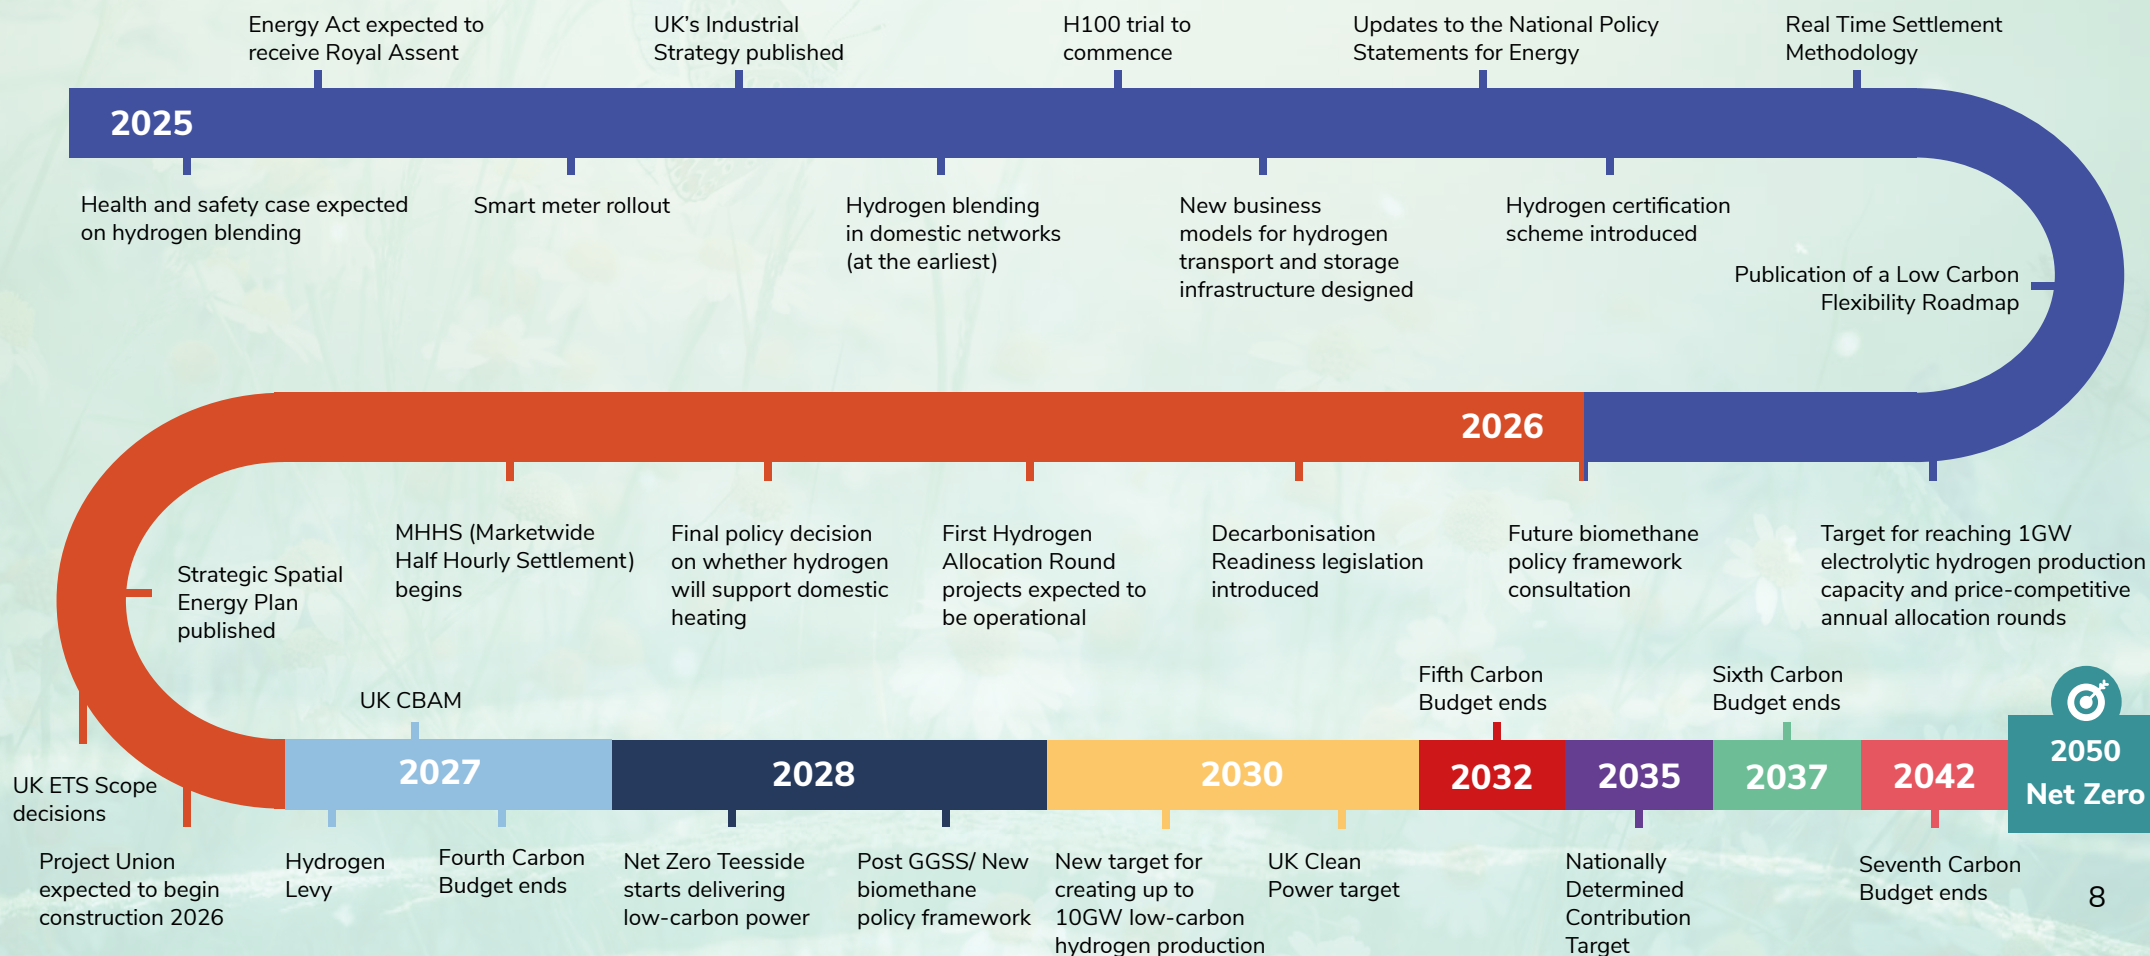 Energy Act expected to
receive Royal Assent
UK's Industrial
Strategy published
H100 trial to
commence
Updates to the National Policy
Statements for Energy
Real Time Settlement
Methodology
2025
Health and safety case expected
on hydrogen blending
Smart meter rollout
Hydrogen blending
in domestic networks
(at the earliest)
New business
models for hydrogen
transport and storage
infrastructure designed
Hydrogen certification
scheme introduced
Publication of a Low Carbon
Flexibility Roadmap
2026
Strategic Spatial
Energy Plan
published
MHHS (Marketwide
Half Hourly Settlement)
begins
Final policy decision
on whether hydrogen
will support domestic
heating
First Hydrogen
Allocation Round
projects expected to
be operational
Decarbonisation
Readiness legislation
introduced
Future biomethane
policy framework
consultation
Target for reaching 1GW
electrolytic hydrogen production
capacity and price-competitive
annual allocation rounds
UK CBAM
Fifth Carbon
Budget ends
Sixth Carbon
Budget ends
2027
2028
2030
2032
2035
2037
2042
2050
Net Zero
UK ETS Scope
decisions
Project Union
expected to begin
construction 2026
Hydrogen
Levy
Fourth Carbon
Budget ends
Net Zero Teesside
starts delivering
low-carbon power
Post GGSS/ New
biomethane
policy framework
New target for
creating up to
10GW low-carbon
hydrogen production
UK Clean
Power target
Nationally
Determined
Contribution
Target
Seventh Carbon
Budget ends
8